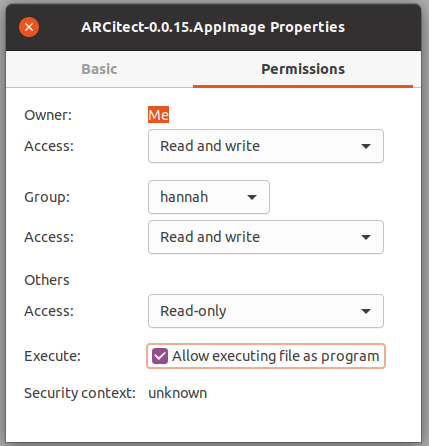 ARCitect-0.0.15.AppImage Properties
Basic Permissions
Owner: Me
Access: Read and write
Group: hannah
Access: Read and write
Others
Access: Read-only
Execute: Allow executing file as program
Security context: unknown